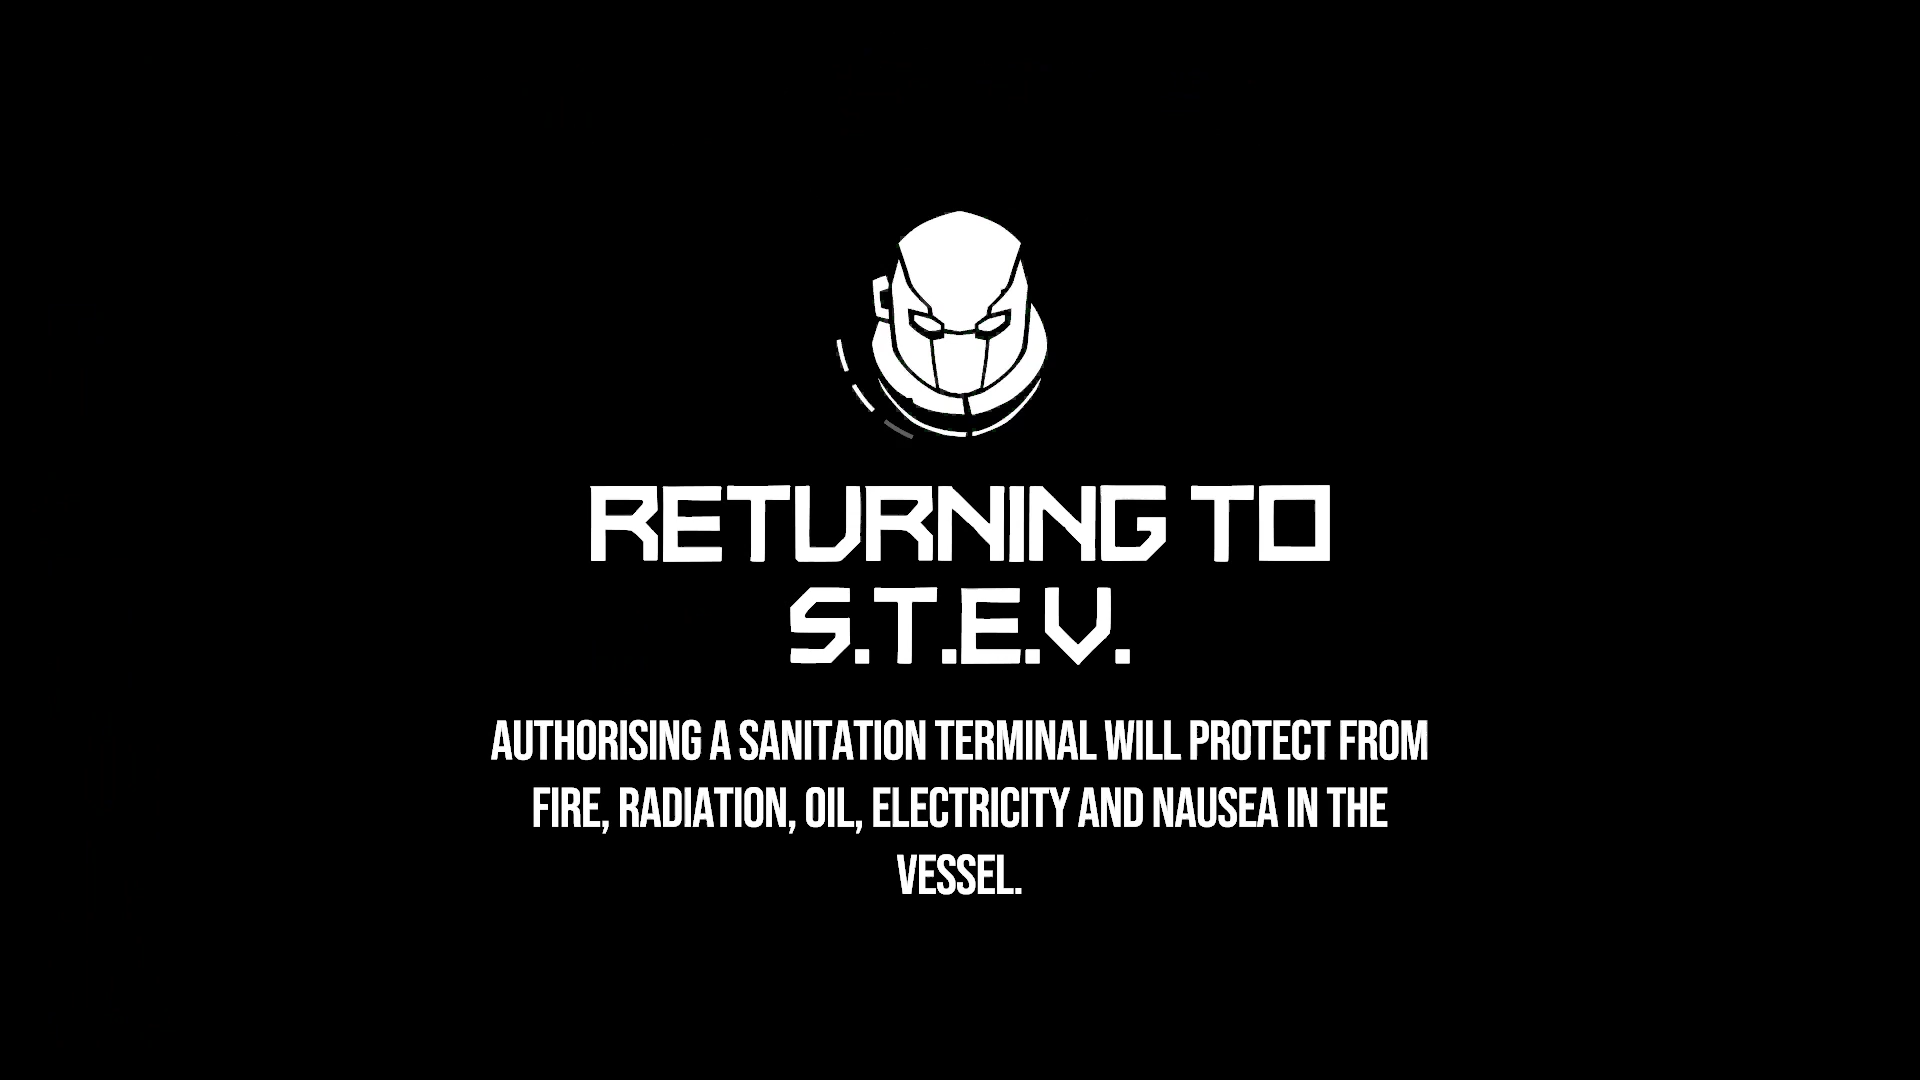 RETURNING TO
S.T.E.V.
AUTHORISING A SANITATION TERMINAL WILL PROTECT FROM
FIRE, RADIATION, OIL, ELECTRICITY AND NAUSEA IN THE
VESSEL.